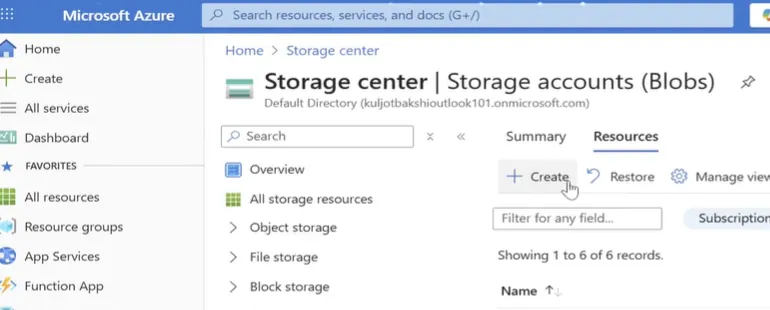 Microsoft Azure
Search resources, services, and docs (G+/)
Home
Create
All services
Dashboard
FAVORITES
All resources
Resource groups
App Services
Function App
Home > Storage center
Storage center | Storage accounts (Blobs)
Default Directory (kuljotbakshioutlook101.onmicrosoft.com)
Search
Overview
All storage resources
Object storage
File storage
Block storage
Summary Resources
Create Restore Manage view
Filter for any field... Subscription
Showing 1 to 6 of 6 records.
Name